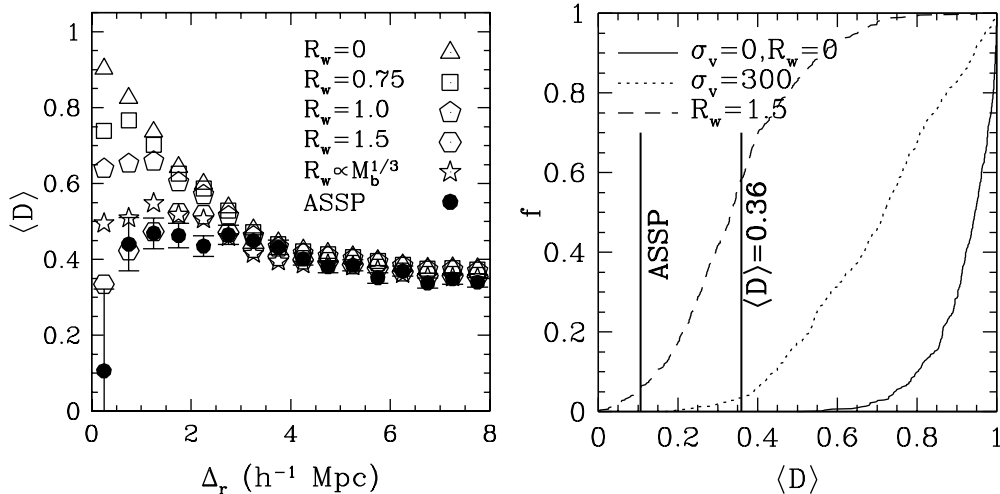 1
0.8
0.6
0.4
0.2
0
⟨D⟩
R_w=0
R_w=0.75
R_w=1.0
R_w=1.5
R_w∝M_b^{1/3}
ASSP
0 2 4 6 8
Δ_r (h⁻¹ Mpc)
1
0.8
0.6
0.4
0.2
0
f
σ_v=0,R_w=0
σ_v=300
R_w=1.5
ASSP
⟨D⟩=0.36
0 0.2 0.4 0.6 0.8 1
⟨D⟩